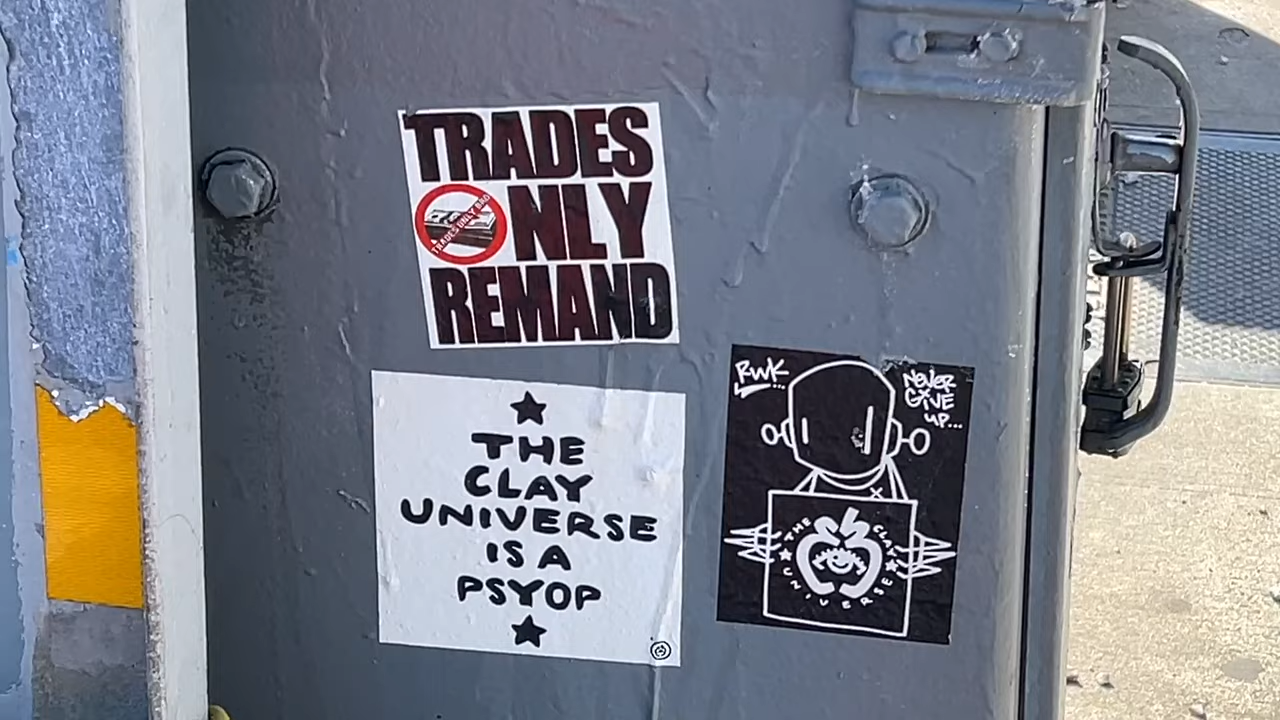 TRADES
NLY
TRADES ONLY BRO
REMAND
THE
CLAY
UNIVERSE
IS A
PSYOP
RWK...
NEVER
GIVE
UP...
THE CLAY UNIVERSE